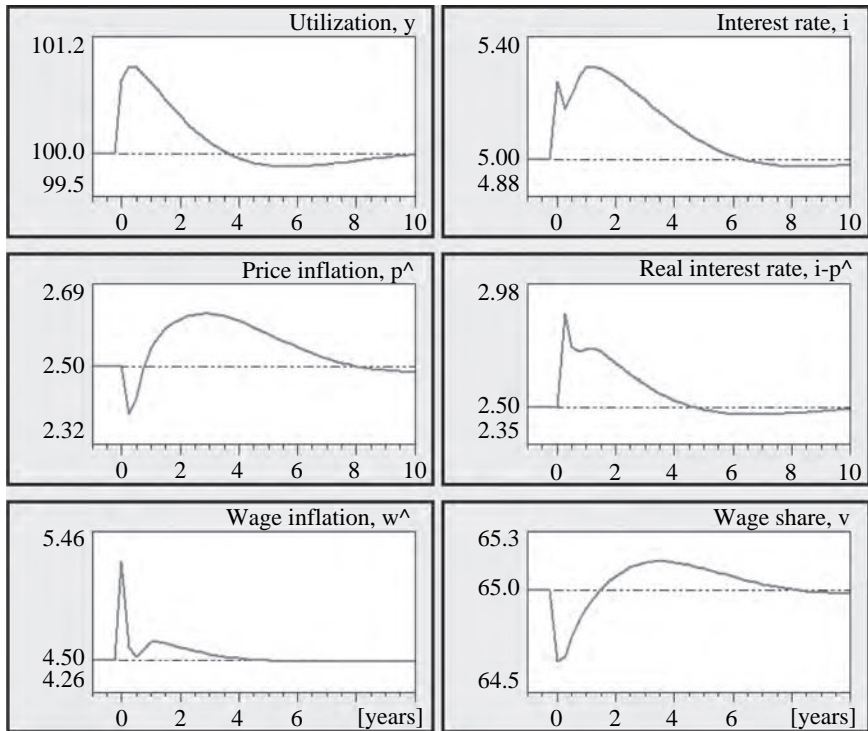 Utilization, y
101.2
100.0
99.5
0 2 4 6 8 10
Interest rate, i
5.40
5.00
4.88
0 2 4 6 8 10
Price inflation, p^
2.69
2.50
2.32
0 2 4 6 8 10
Real interest rate, i-p^
2.98
2.50
2.35
0 2 4 6 8 10
Wage inflation, w^
5.46
4.50
4.26
0 2 4 6 [years]
Wage share, v
65.3
65.0
64.5
0 2 4 6 [years]